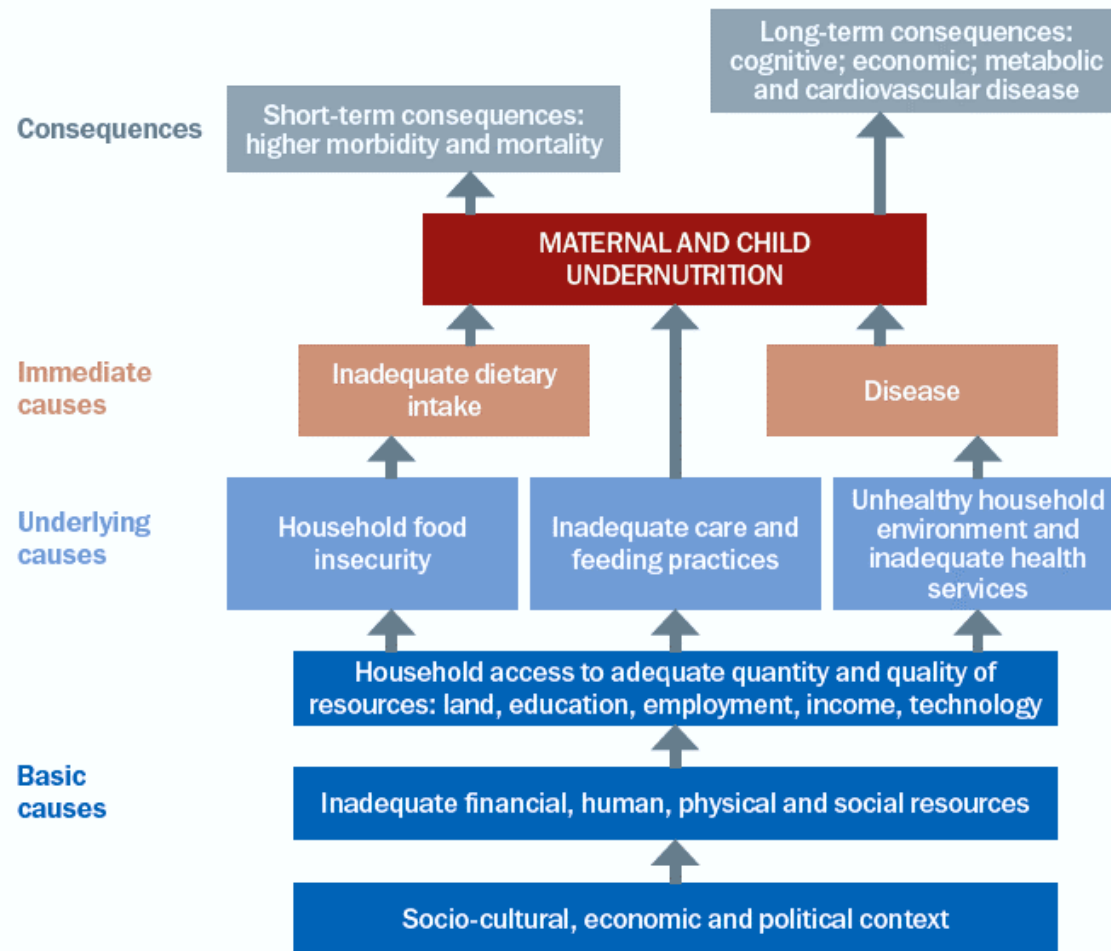 Long-term consequences:
cognitive; economic; metabolic
and cardiovascular disease
Consequences
Short-term consequences:
higher morbidity and mortality
MATERNAL AND CHILD
UNDERNUTRITION
Immediate
causes
Inadequate dietary
intake
Disease
Underlying
causes
Household food
insecurity
Inadequate care and
feeding practices
Unhealthy household
environment and
inadequate health
services
Household access to adequate quantity and quality of
resources: land, education, employment, income, technology
Basic
causes
Inadequate financial, human, physical and social resources
Socio-cultural, economic and political context